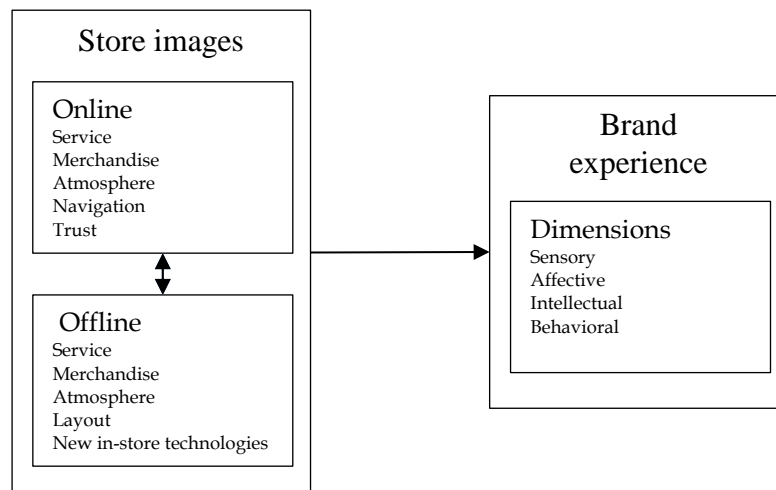 Store images
Online
Service
Merchandise
Atmosphere
Navigation
Trust
Offline
Service
Merchandise
Atmosphere
Layout
New in-store technologies
Brand
experience
Dimensions
Sensory
Affective
Intellectual
Behavioral